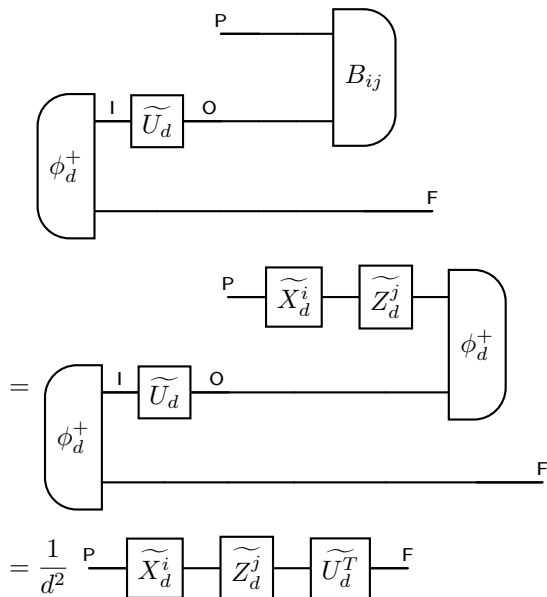 P
$B_{ij}$
I $\widetilde{U_d}$ O
$\phi_d^+$
F
P $\widetilde{X_d^i}$ $\widetilde{Z_d^j}$
$\phi_d^+$
= I $\widetilde{U_d}$ O
$\phi_d^+$
F
$= \frac{1}{d^2}$ P $\widetilde{X_d^i}$ $\widetilde{Z_d^j}$ $\widetilde{U_d^T}$ F